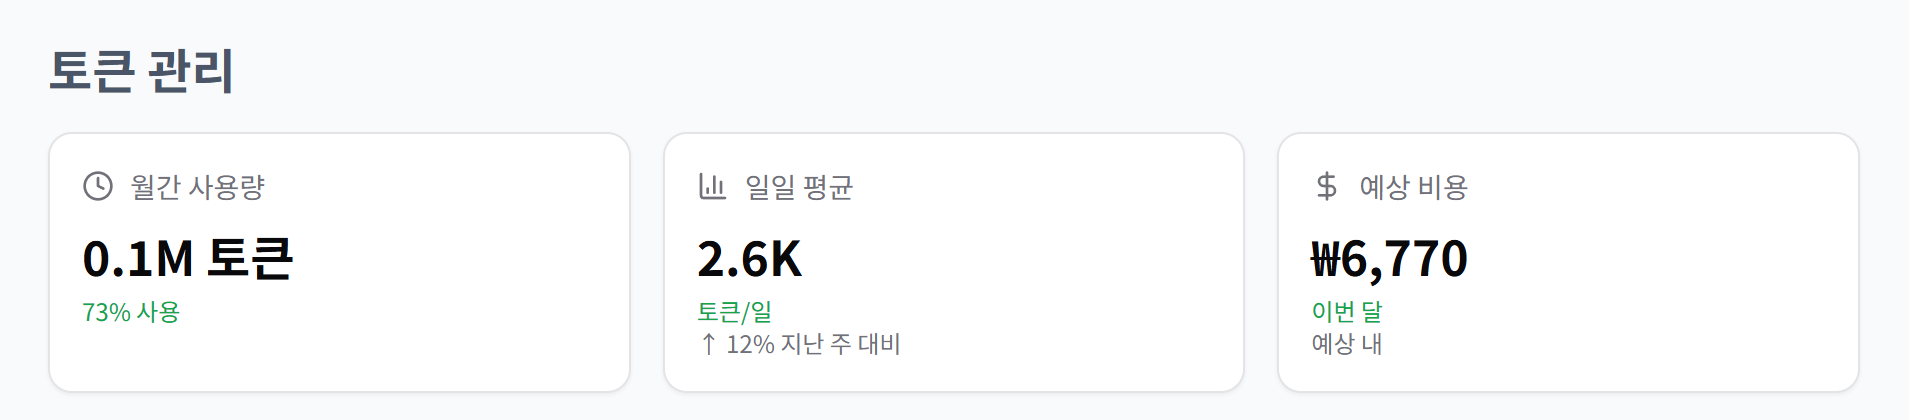 토큰 관리
월간 사용량
0.1M 토큰
73% 사용
일일 평균
2.6K
토큰/일
↑ 12% 지난 주 대비
예상 비용
₩6,770
이번 달
예상 내